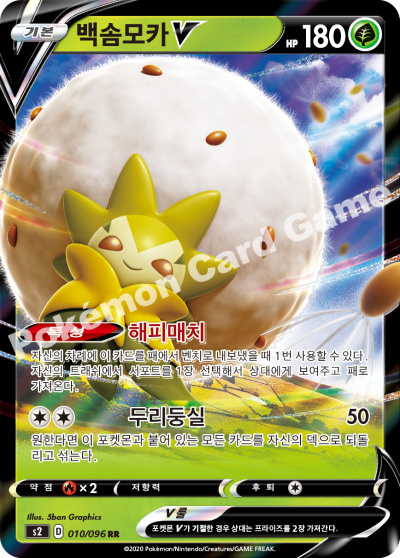 기본 백솜모카 V HP 180
Pokémon Card Game
특성 해피매치
자신의 차례에 이 카드를 패에서 벤치로 내보냈을 때 1번 사용할 수 있다.
자신의 트래쉬에서 서포트를 1장 선택해서 상대에게 보여주고 패로
가져온다.
두리둥실 50
원한다면 이 포켓몬과 붙어 있는 모든 카드를 자신의 덱으로 되돌
리고 섞는다.
약점 ×2 저항력 후퇴
Illus. 5ban Graphics
V룰
s2 D 010/096 RR
포켓몬 V가 기절한 경우 상대는 프라이즈를 2장 가져간다.
©2020 Pokémon/Nintendo/Creatures/GAME FREAK.